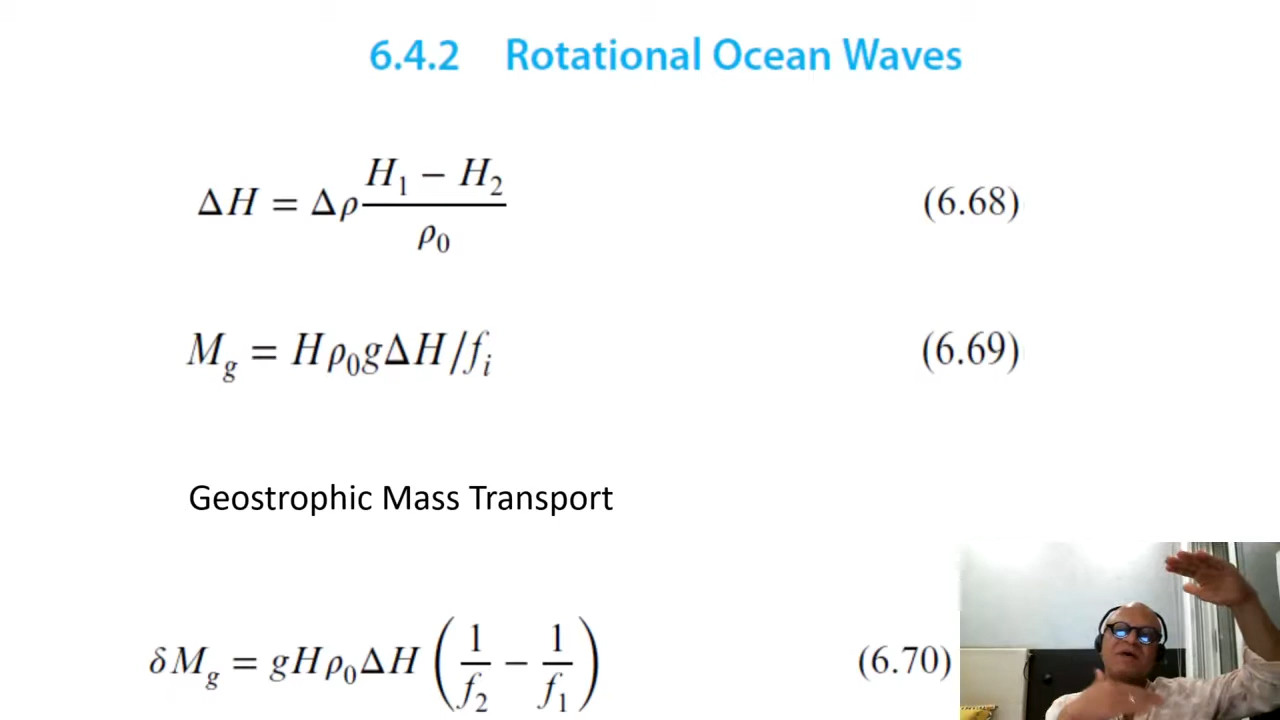 6.4.2 Rotational Ocean Waves
ΔH = Δρ (H₁ − H₂)/ρ₀ (6.68)
M_g = Hρ₀gΔH/f_i (6.69)
Geostrophic Mass Transport
δM_g = gHρ₀ΔH (1/f₂ − 1/f₁) (6.70)